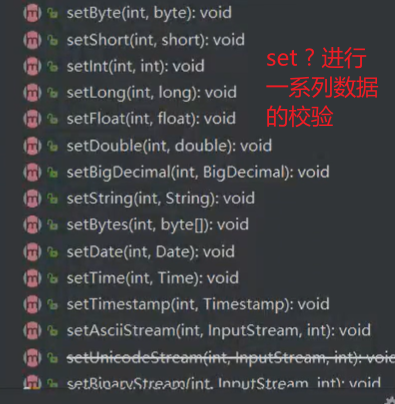 setByte(int, byte): void
setShort(int, short): void
setInt(int, int): void
setLong(int, long): void
setFloat(int, float): void
setDouble(int, double): void
setBigDecimal(int, BigDecimal): void
setString(int, String): void
setBytes(int, byte[]): void
setDate(int, Date): void
setTime(int, Time): void
setTimestamp(int, Timestamp): void
setAsciiStream(int, InputStream, int): void
setUnicodeStream(int, InputStream, int): void
setBinaryStream(int, InputStream, int): void
set ? 进行
一系列数据
的校验